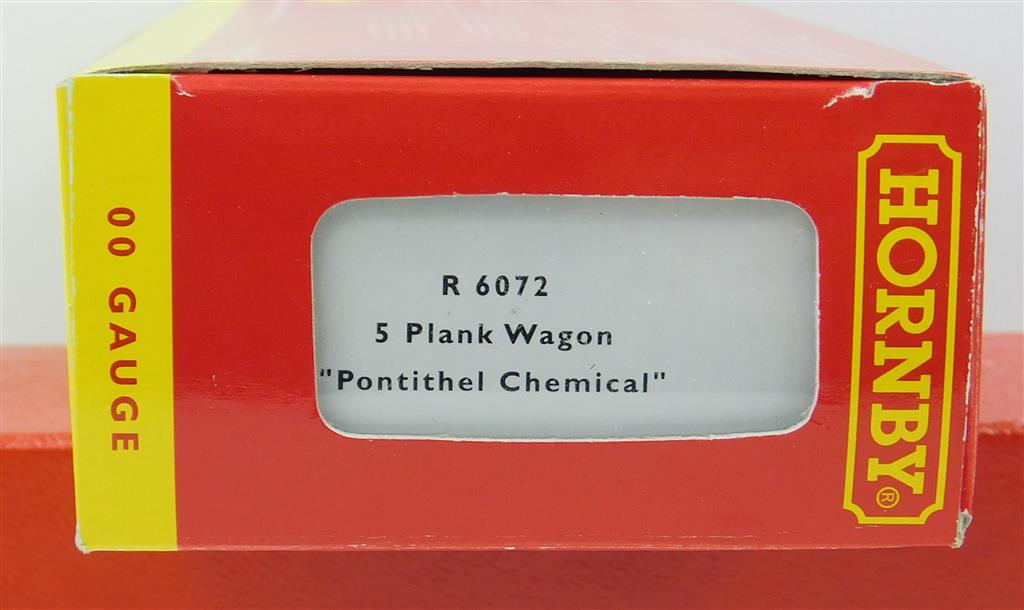 00 GAUGE
R 6072
5 Plank Wagon
"Pontithel Chemical"
HORNBY®